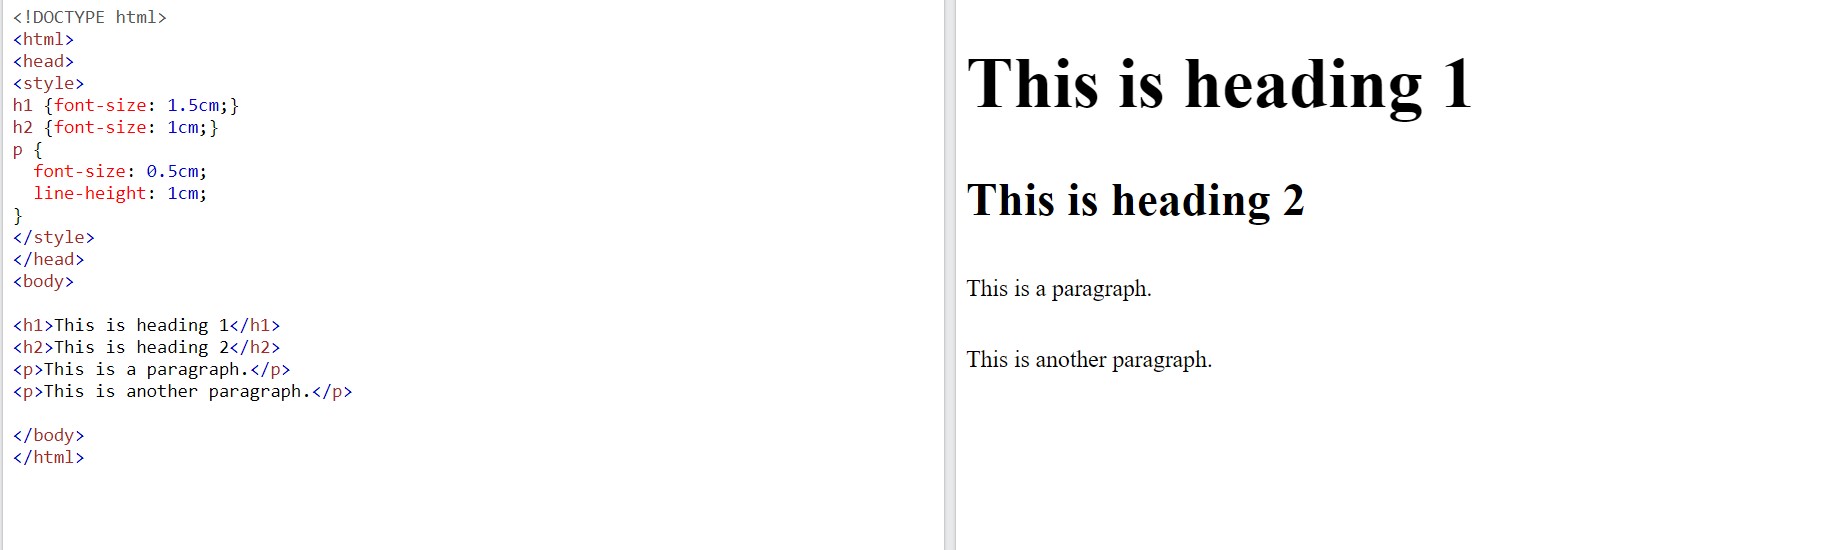 <!DOCTYPE html>
<html>
<head>
<style>
h1 {font-size: 1.5cm;}
h2 {font-size: 1cm;}
p {
  font-size: 0.5cm;
  line-height: 1cm;
}
</style>
</head>
<body>

<h1>This is heading 1</h1>
<h2>This is heading 2</h2>
<p>This is a paragraph.</p>
<p>This is another paragraph.</p>

</body>
</html>
This is heading 1
This is heading 2
This is a paragraph.
This is another paragraph.